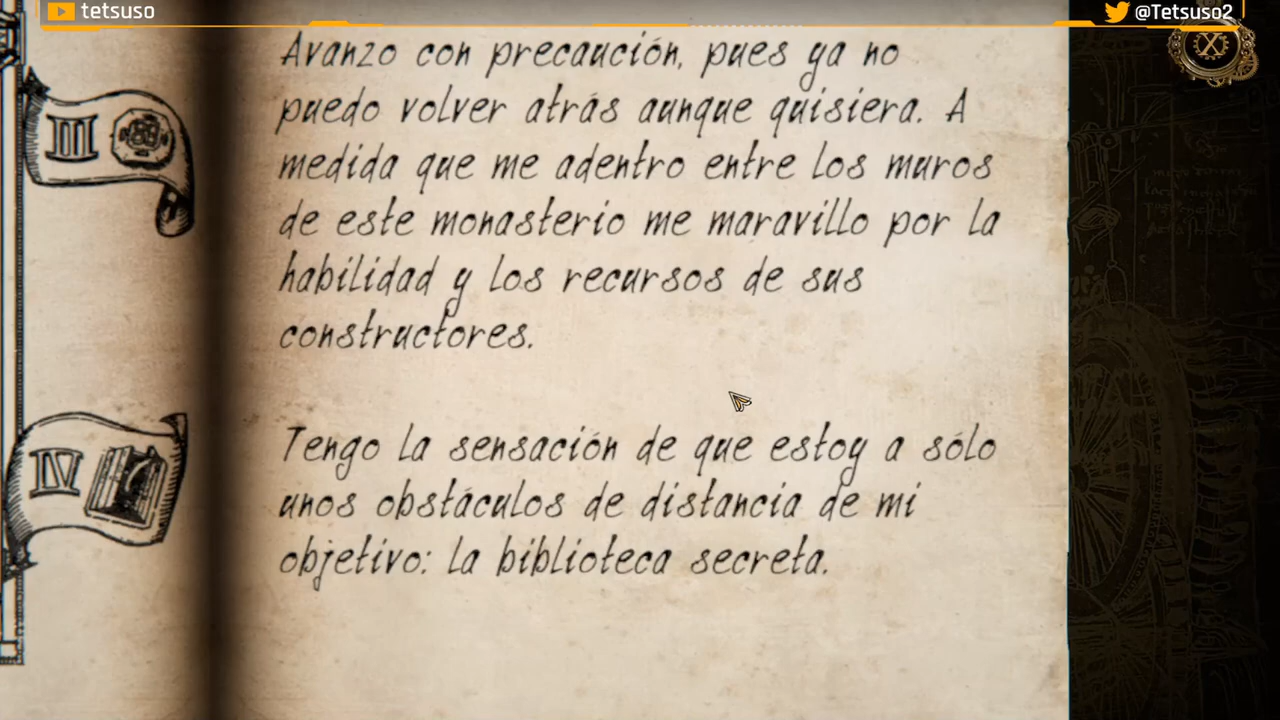 tetsuso
@Tetsuso2
X
III
IV
Avanzo con precaución, pues ya no
puedo volver atrás aunque quisiera. A
medida que me adentro entre los muros
de este monasterio me maravillo por la
habilidad y los recursos de sus
constructores.
Tengo la sensación de que estoy a sólo
unos obstáculos de distancia de mi
objetivo: la biblioteca secreta.